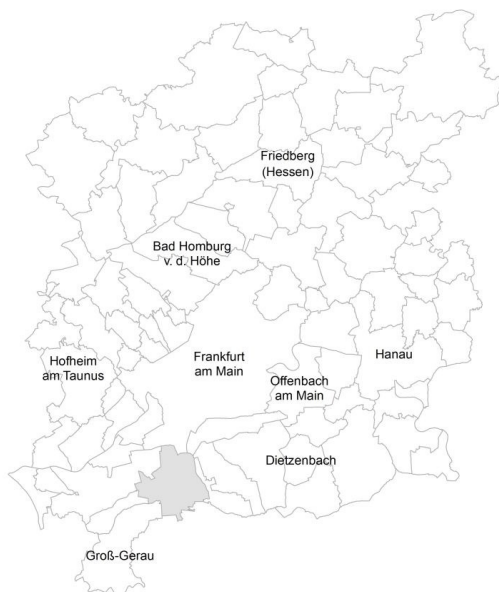 Friedberg
(Hessen)
Bad Homburg
v. d. Höhe
Frankfurt
am Main
Hanau
Hofheim
am Taunus
Offenbach
am Main
Dietzenbach
Groß-Gerau